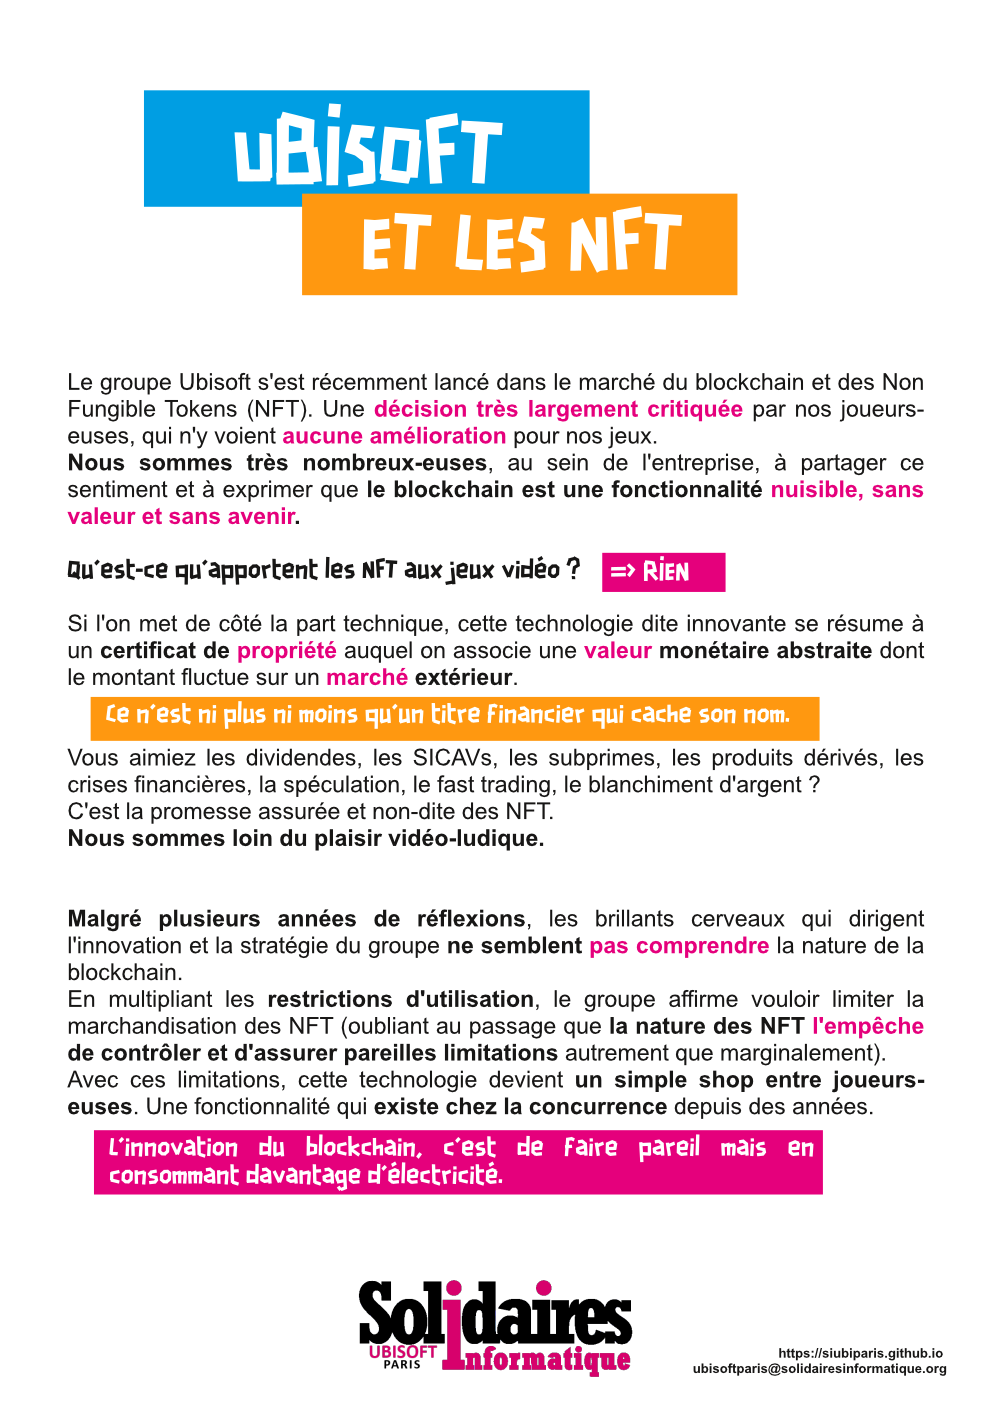 UBISOFT
ET LES NFT
Le groupe Ubisoft s'est récemment lancé dans le marché du blockchain et des Non
Fungible Tokens (NFT). Une décision très largement critiquée par nos joueurs-
euses, qui n'y voient aucune amélioration pour nos jeux.
Nous sommes très nombreux-euses, au sein de l'entreprise, à partager ce
sentiment et à exprimer que le blockchain est une fonctionnalité nuisible, sans
valeur et sans avenir.
Qu'est-ce qu'apportent les NFT aux jeux vidéo ? => RIEN
Si l'on met de côté la part technique, cette technologie dite innovante se résume à
un certificat de propriété auquel on associe une valeur monétaire abstraite dont
le montant fluctue sur un marché extérieur.
Ce n'est ni plus ni moins qu'un titre financier qui cache son nom.
Vous aimiez les dividendes, les SICAVs, les subprimes, les produits dérivés, les
crises financières, la spéculation, le fast trading, le blanchiment d'argent ?
C'est la promesse assurée et non-dite des NFT.
Nous sommes loin du plaisir vidéo-ludique.
Malgré plusieurs années de réflexions, les brillants cerveaux qui dirigent
l'innovation et la stratégie du groupe ne semblent pas comprendre la nature de la
blockchain.
En multipliant les restrictions d'utilisation, le groupe affirme vouloir limiter la
marchandisation des NFT (oubliant au passage que la nature des NFT l'empêche
de contrôler et d'assurer pareilles limitations autrement que marginalement).
Avec ces limitations, cette technologie devient un simple shop entre joueurs-
euses. Une fonctionnalité qui existe chez la concurrence depuis des années.
L'innovation du blockchain, c'est de faire pareil mais en
consommant davantage d'électricité.
Solidaires
Informatique
UBISOFT
PARIS
https://siubiparis.github.io
ubisoftparis@solidairesinformatique.org